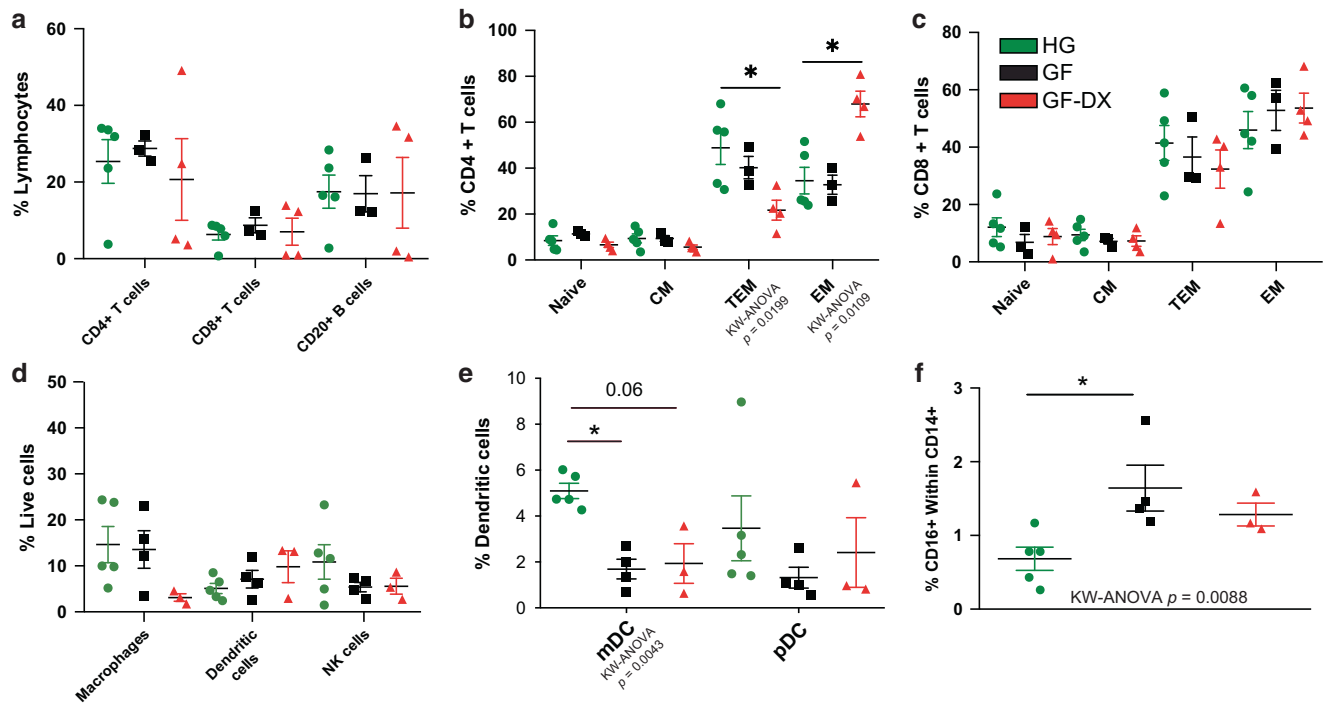 a
% Lymphocytes
60
40
20
0
CD4+ T cells
CD8+ T cells
CD20+ B cells
b
% CD4 + T cells
100
80
60
40
20
0
*
*
Naive
CM
TEM
KW-ANOVA
p = 0.0199
EM
KW-ANOVA
p = 0.0109
c
% CD8 + T cells
80
60
40
20
0
HG
GF
GF-DX
Naive
CM
TEM
EM
d
% Live cells
50
40
30
20
10
0
Macrophages
Dendritic
cells
NK cells
e
% Dendritic cells
10
8
6
4
2
0
0.06
*
mDC
KW-ANOVA
p = 0.0043
pDC
f
% CD16+ Within CD14+
3
2
1
0
*
KW-ANOVA p = 0.0088